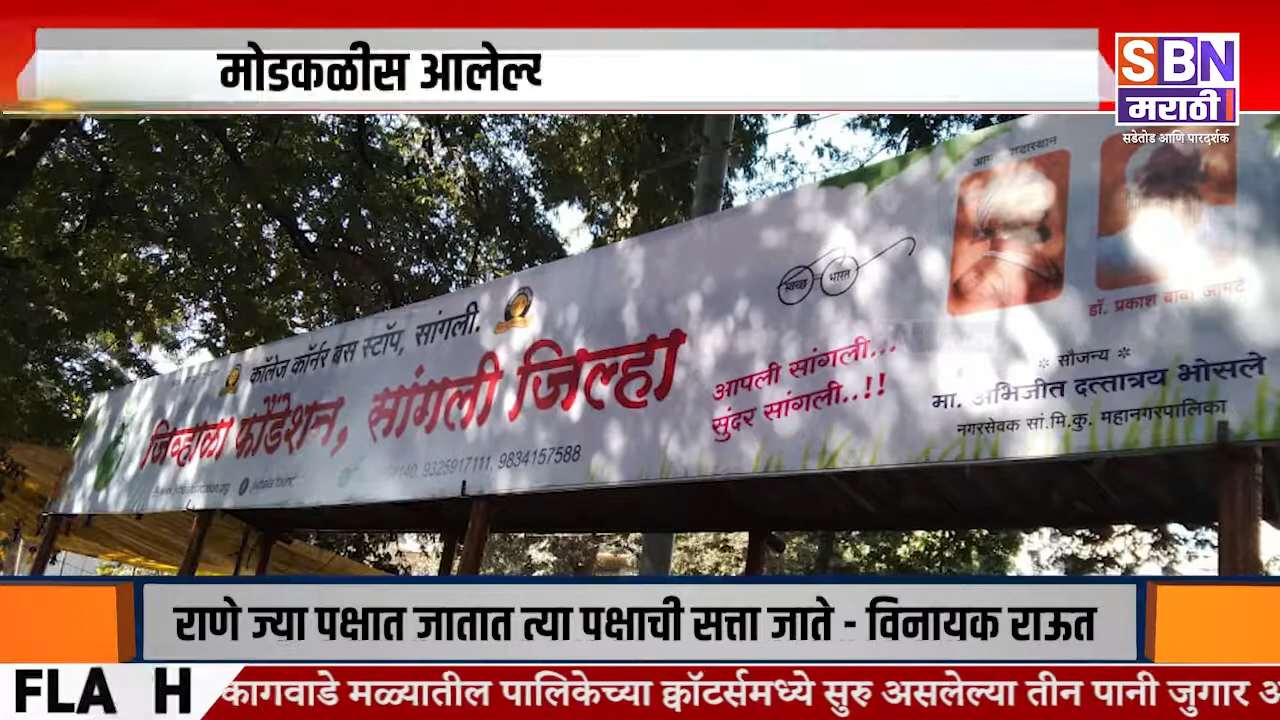 मोडकळीस आलेल्य
SBN
मराठी
सडेतोड आणि पारदर्शक
कॉलेज कॉर्नर बस स्टॉप, सांगली.
जिव्हाळा फौंडेशन, सांगली जिल्हा
9325917111, 9834157588
स्वच्छ भारत
आपली सांगली...
सुंदर सांगली..!!
डॉ. प्रकाश बाबा आमटे
* सौजन्य *
मा. अभिजीत दत्तात्रय भोसले
नगरसेवक सां.मि.कु. महानगरपालिका
राणे ज्या पक्षात जातात त्या पक्षाची सत्ता जाते - विनायक राऊत
FLA H
कागवाडे मळ्यातील पालिकेच्या क्वॉटर्समध्ये सुरु असलेल्या तीन पानी जुगार